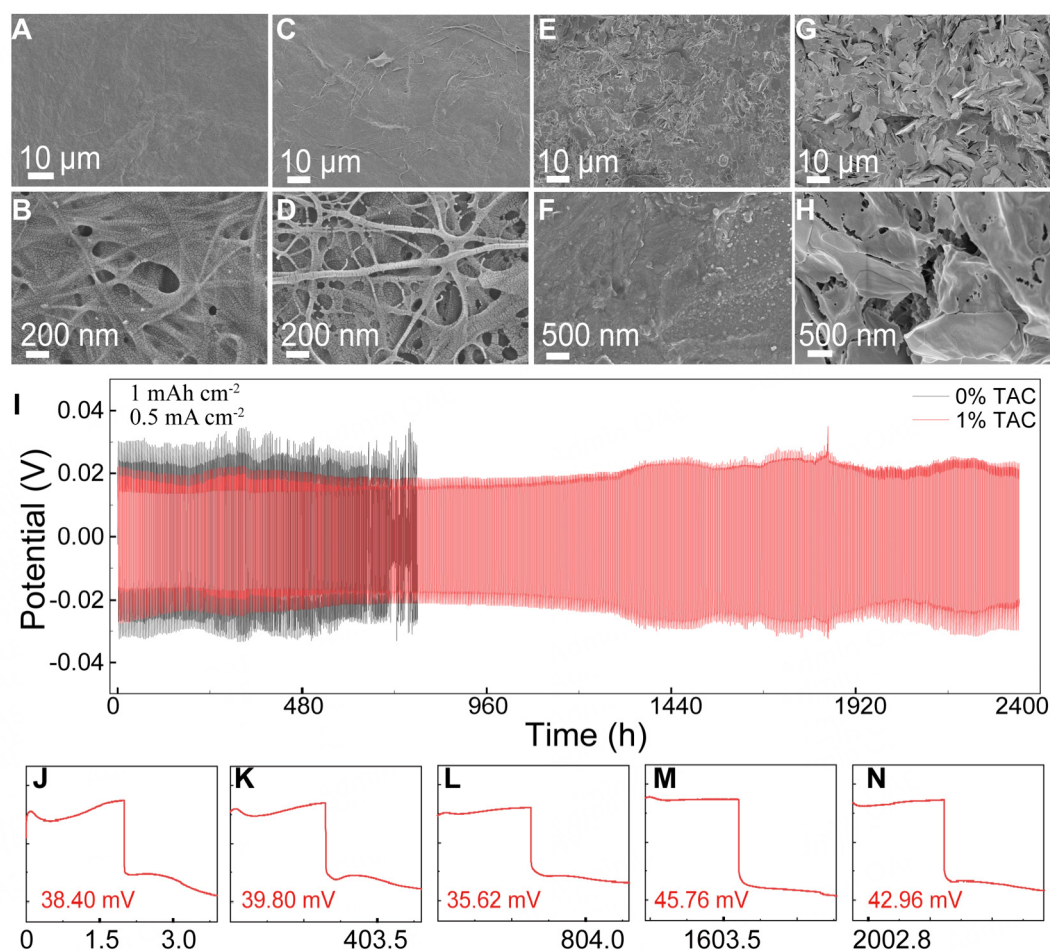 A
C
E
G
10 μm
10 μm
10 μm
10 μm
B
D
F
H
200 nm
200 nm
500 nm
500 nm
I
1 mAh cm⁻²
0.5 mA cm⁻²
0% TAC
1% TAC
0.04
0.02
0.00
-0.02
-0.04
Potential (V)
0
480
960
1440
1920
2400
Time (h)
J
K
L
M
N
38.40 mV
39.80 mV
35.62 mV
45.76 mV
42.96 mV
0
1.5
3.0
403.5
804.0
1603.5
2002.8